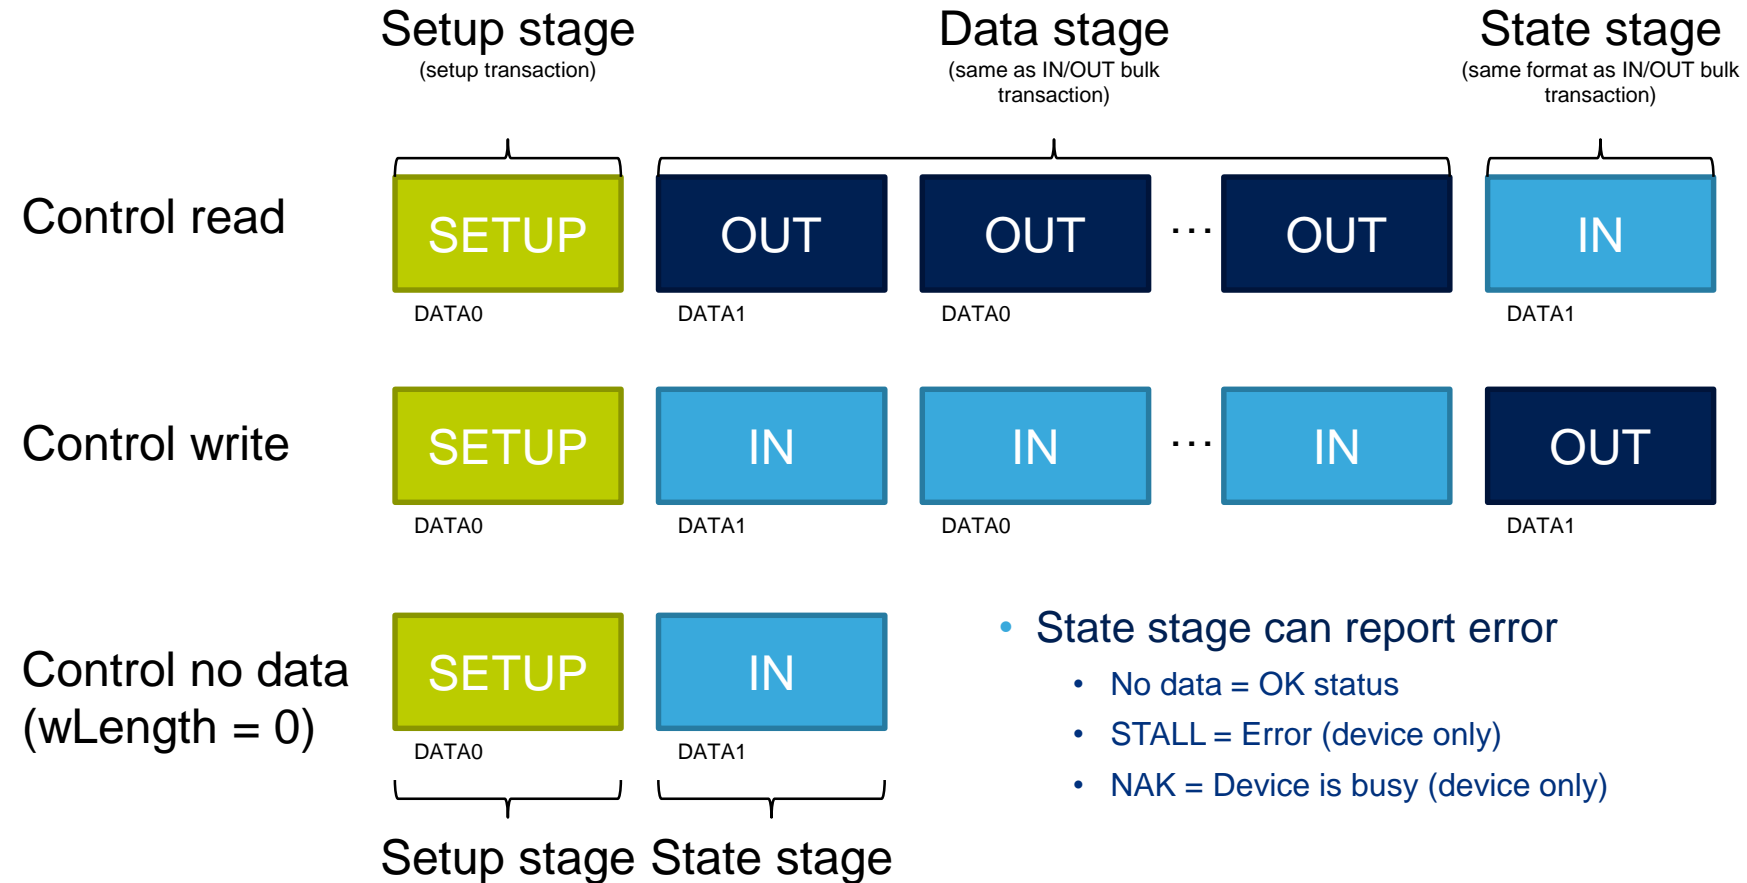 Setup stage
(setup transaction)
Data stage
(same as IN/OUT bulk
transaction)
State stage
(same format as IN/OUT bulk
transaction)
Control read
SETUP
OUT
OUT
...
OUT
IN
DATA0
DATA1
DATA0
DATA1
Control write
SETUP
IN
IN
...
IN
OUT
DATA0
DATA1
DATA0
DATA1
Control no data
(wLength = 0)
SETUP
IN
DATA0
DATA1
Setup stage
State stage
• State stage can report error
• No data = OK status
• STALL = Error (device only)
• NAK = Device is busy (device only)